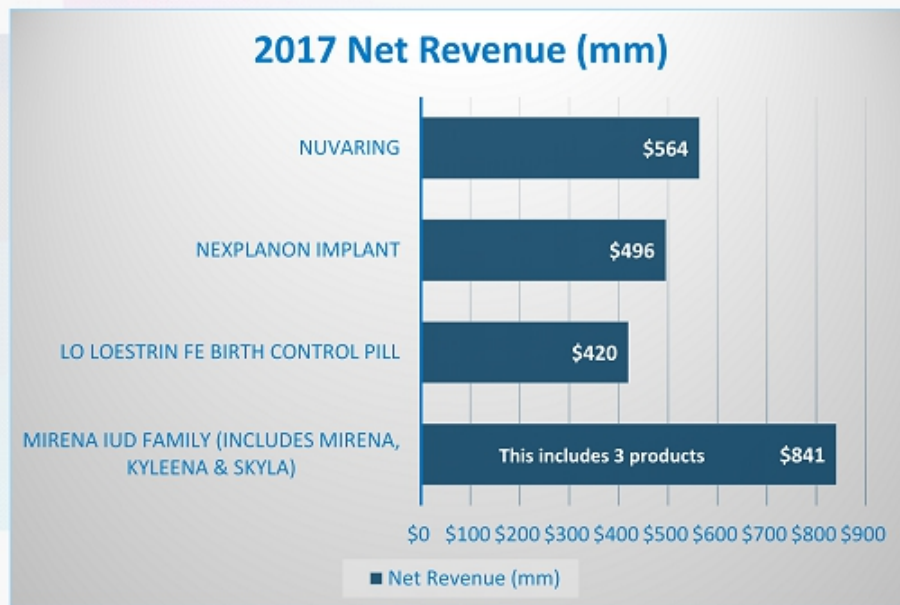 2017 Net Revenue (mm)
NUVARING
$564
NEXPLANON IMPLANT
$496
LO LOESTRIN FE BIRTH CONTROL PILL
$420
MIRENA IUD FAMILY (INCLUDES MIRENA,
KYLEENA & SKYLA)
This includes 3 products
$841
$0 $100 $200 $300 $400 $500 $600 $700 $800 $900
Net Revenue (mm)